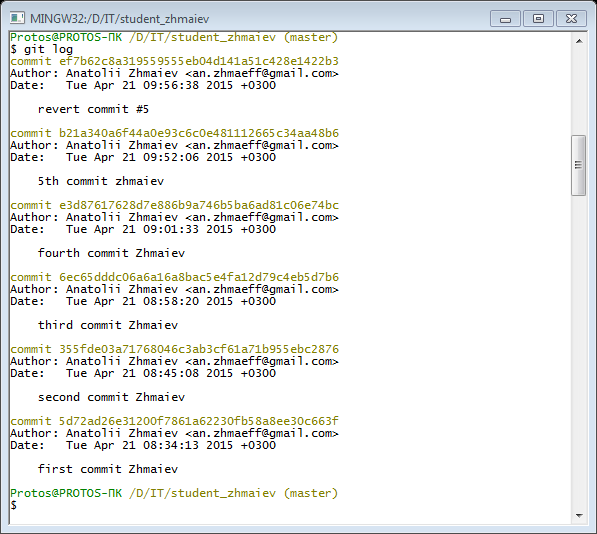 MINGW32:/D/IT/student_zhmaiev
Protos@PROTOS-ПК /D/IT/student_zhmaiev (master)
$ git log
commit ef7b62c8a319559555eb04d141a51c428e1422b3
Author: Anatolii Zhmaiev <an.zhmaeff@gmail.com>
Date:   Tue Apr 21 09:56:38 2015 +0300

    revert commit #5

commit b21a340a6f44a0e93c6c0e481112665c34aa48b6
Author: Anatolii Zhmaiev <an.zhmaeff@gmail.com>
Date:   Tue Apr 21 09:52:06 2015 +0300

    5th commit zhmaiev

commit e3d87617628d7e886b9a746b5ba6ad81c06e74bc
Author: Anatolii Zhmaiev <an.zhmaeff@gmail.com>
Date:   Tue Apr 21 09:01:33 2015 +0300

    fourth commit Zhmaiev

commit 6ec65dddc06a6a16a8bac5e4fa12d79c4eb5d7b6
Author: Anatolii Zhmaiev <an.zhmaeff@gmail.com>
Date:   Tue Apr 21 08:58:20 2015 +0300

    third commit Zhmaiev

commit 355fde03a71768046c3ab3cf61a71b955ebc2876
Author: Anatolii Zhmaiev <an.zhmaeff@gmail.com>
Date:   Tue Apr 21 08:45:08 2015 +0300

    second commit Zhmaiev

commit 5d72ad26e31200f7861a62230fb58a8ee30c663f
Author: Anatolii Zhmaiev <an.zhmaeff@gmail.com>
Date:   Tue Apr 21 08:34:13 2015 +0300

    first commit Zhmaiev

Protos@PROTOS-ПК /D/IT/student_zhmaiev (master)
$